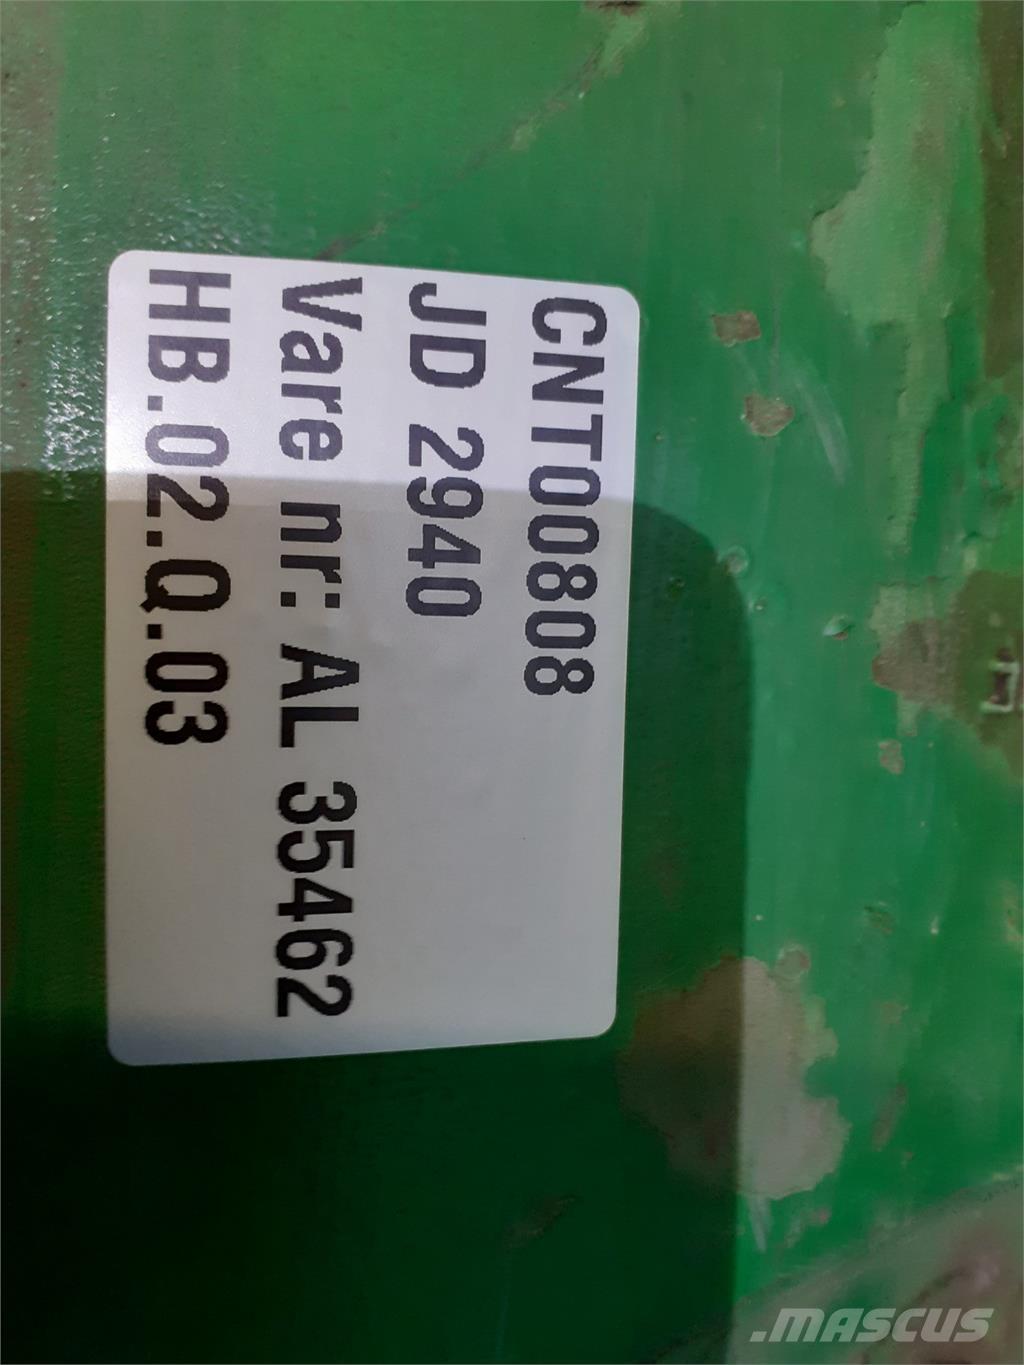 CNT00808
JD 2940
Vare nr: AL 35462
HB.02.Q.03
.MASCUS